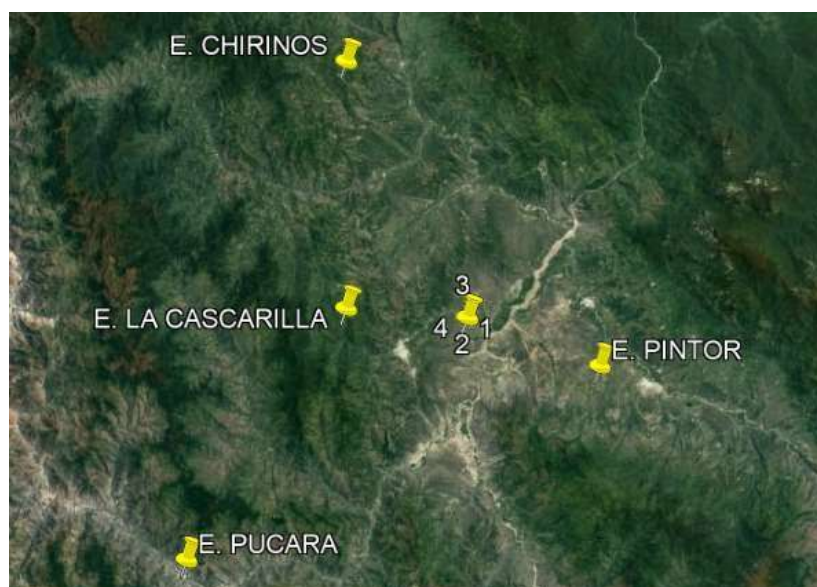 E. CHIRINOS
3
E. LA CASCARILLA
4 1
2
E. PINTOR
E. PUCARA